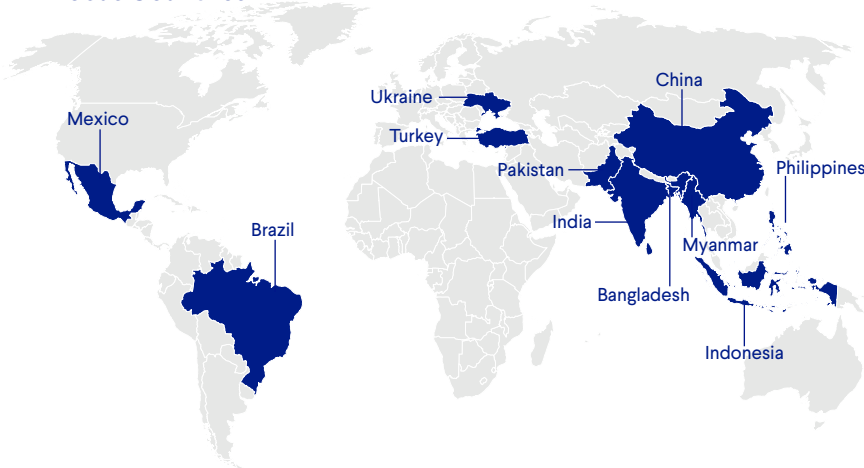 China
Ukraine
Mexico
Turkey
Pakistan
Philippines
India
Brazil
Myanmar
Bangladesh
Indonesia